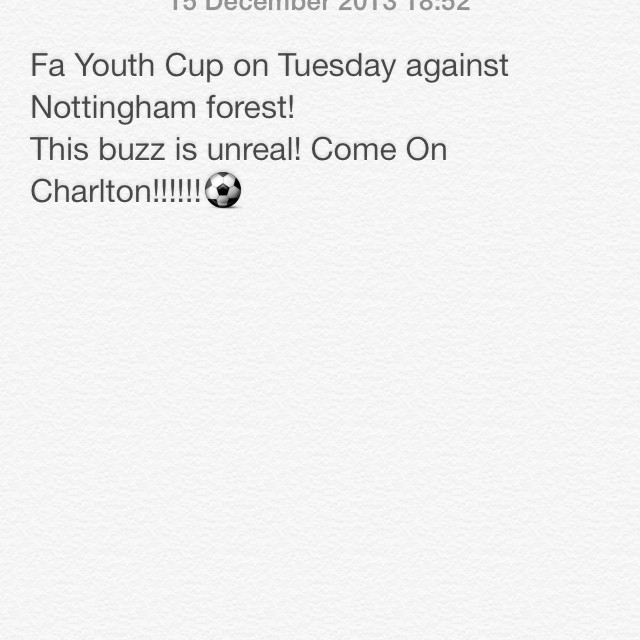 15 December 2013 18:52
Fa Youth Cup on Tuesday against
Nottingham forest!
This buzz is unreal! Come On
Charlton!!!!!!⚽